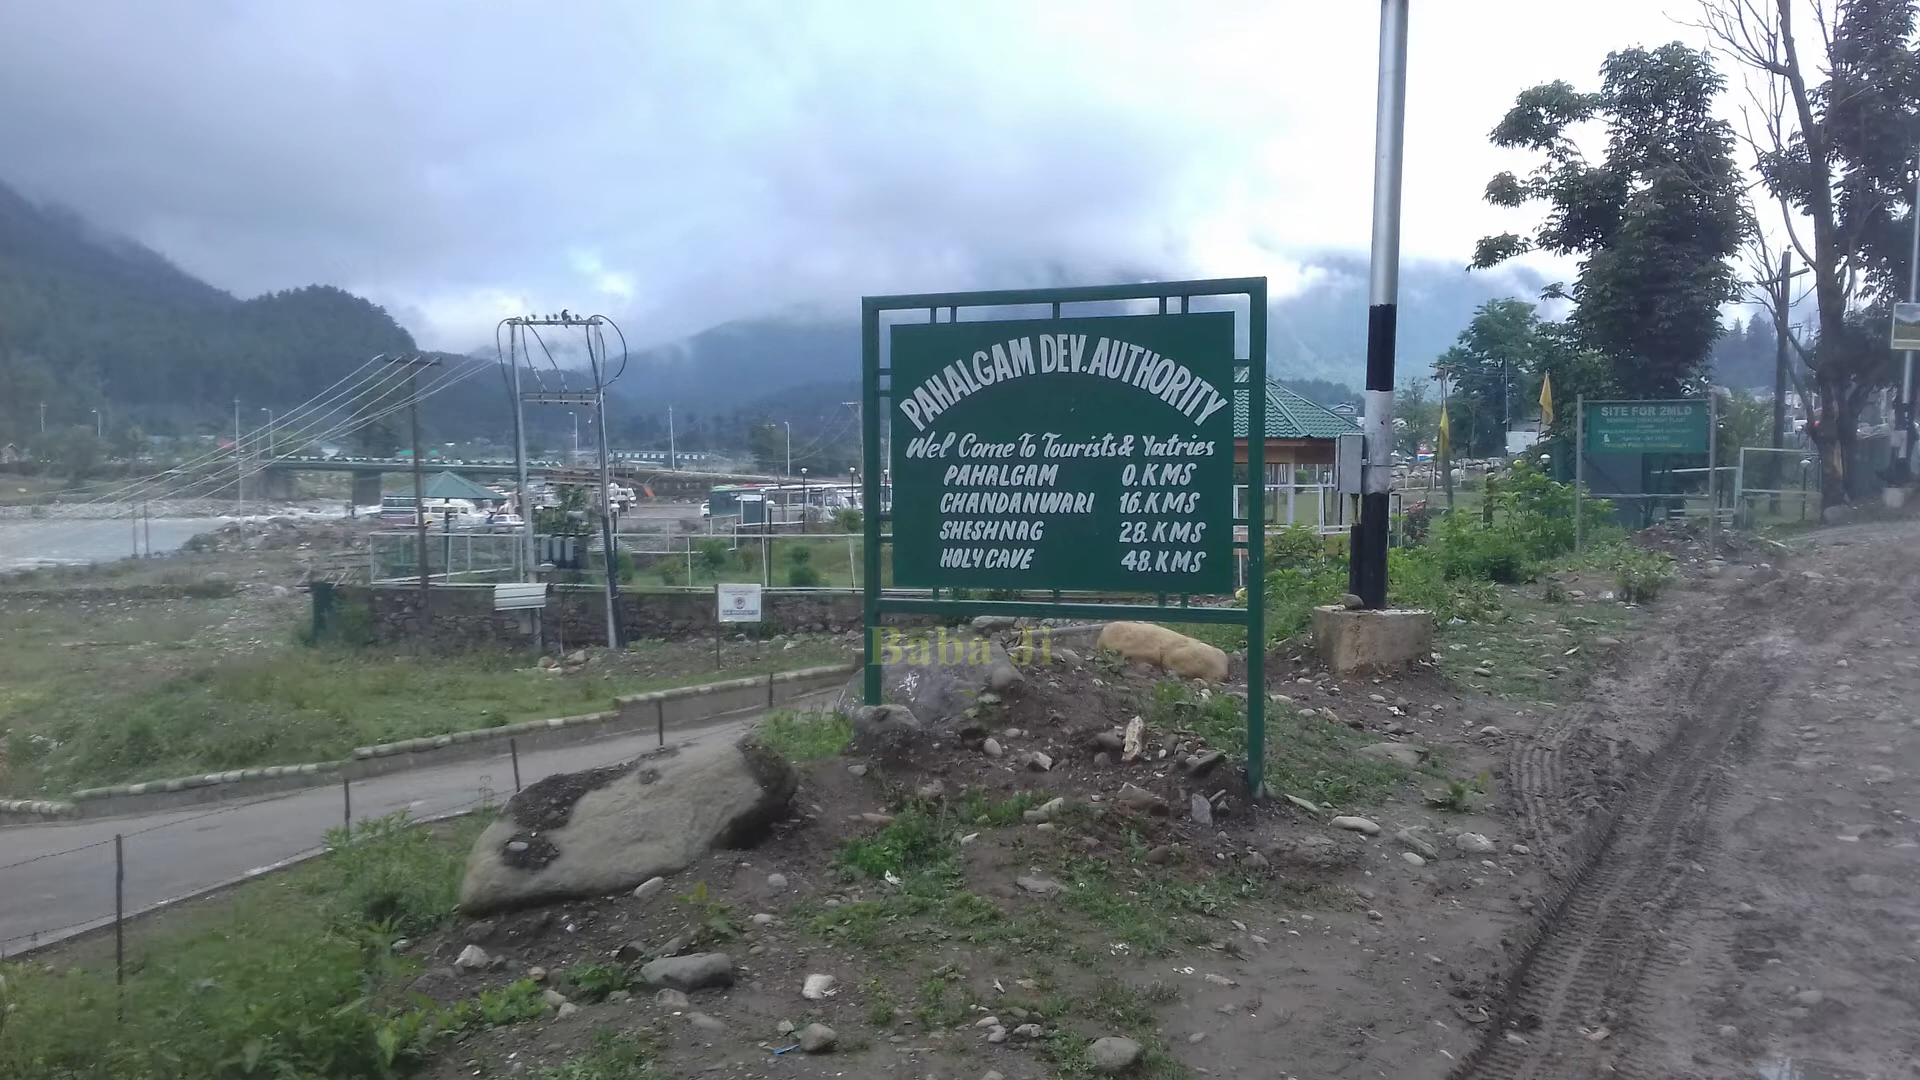 PAHALGAM DEV. AUTHORITY
Wel Come To Tourists & Yatries
PAHALGAM 0.KMS
CHANDANWARI 16.KMS
SHESHNAG 28.KMS
HOLY CAVE 48.KMS
SITE FOR 2MLD
Baba Ji